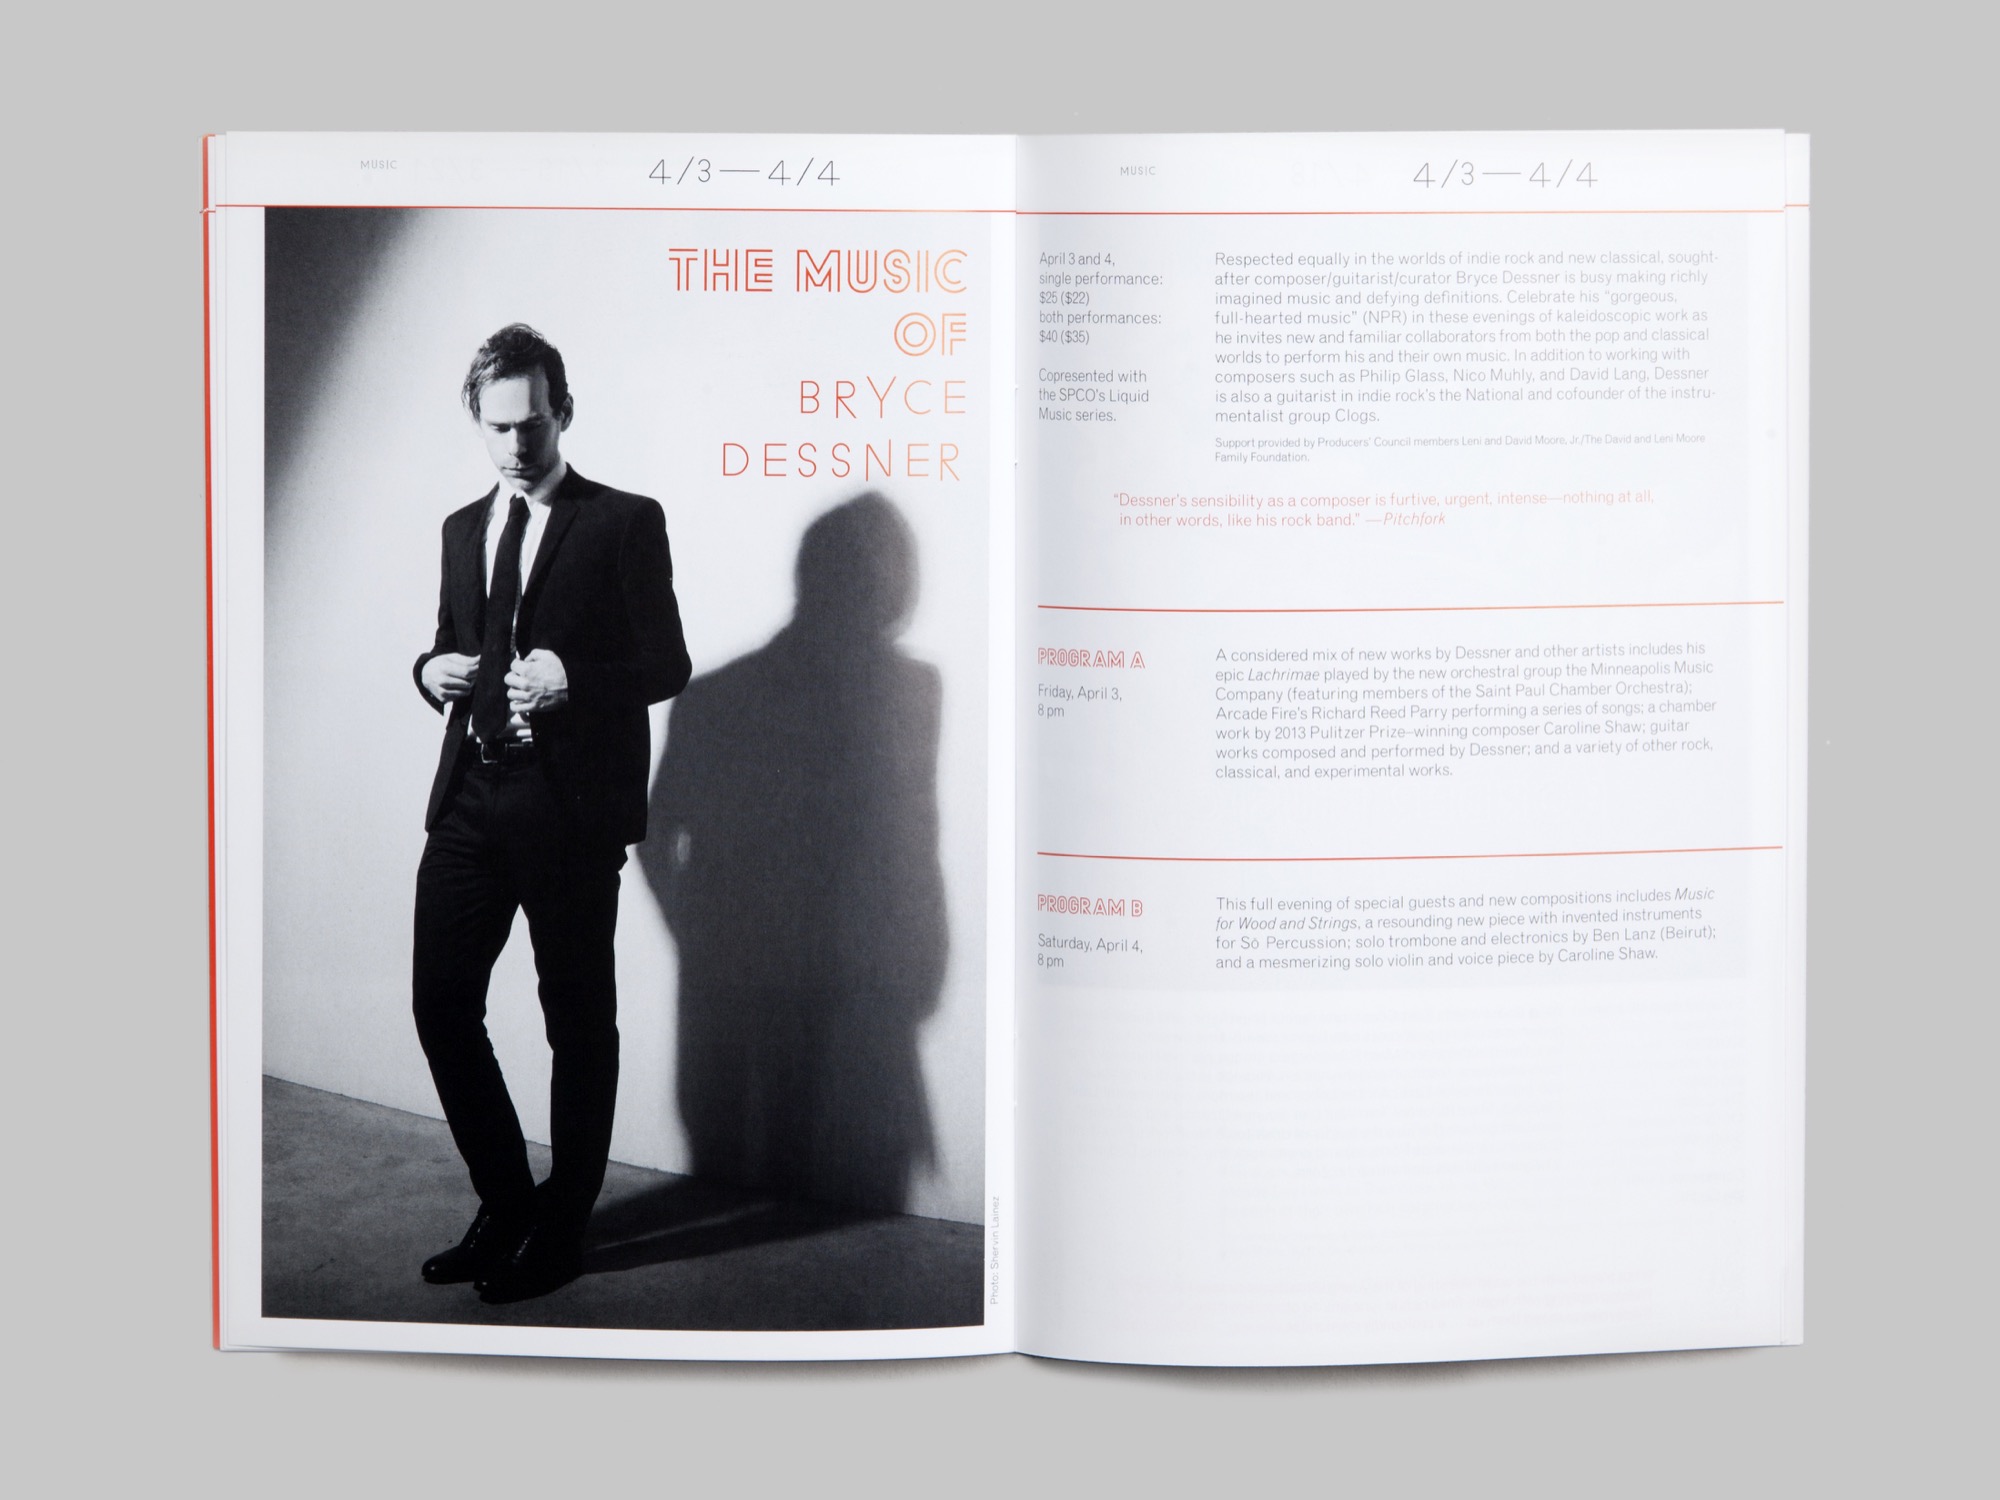 MUSIC
4/3—4/4
THE MUSIC
OF
BRYCE
DESSNER
Photo: Shervin Lainez
MUSIC
4/3—4/4
April 3 and 4,
single performance:
$25 ($22)
both performances:
$40 ($35)
Copresented with
the SPCO's Liquid
Music series.
Respected equally in the worlds of indie rock and new classical, sought-
after composer/guitarist/curator Bryce Dessner is busy making richly
imagined music and defying definitions. Celebrate his “gorgeous,
full-hearted music” (NPR) in these evenings of kaleidoscopic work as
he invites new and familiar collaborators from both the pop and classical
worlds to perform his and their own music. In addition to working with
composers such as Philip Glass, Nico Muhly, and David Lang, Dessner
is also a guitarist in indie rock's the National and cofounder of the instru-
mentalist group Clogs.
Support provided by Producers' Council members Leni and David Moore, Jr./The David and Leni Moore
Family Foundation.
“Dessner's sensibility as a composer is furtive, urgent, intense—nothing at all,
in other words, like his rock band.” —Pitchfork
PROGRAM A
Friday, April 3,
8 pm
A considered mix of new works by Dessner and other artists includes his
epic Lachrimae played by the new orchestral group the Minneapolis Music
Company (featuring members of the Saint Paul Chamber Orchestra);
Arcade Fire's Richard Reed Parry performing a series of songs; a chamber
work by 2013 Pulitzer Prize–winning composer Caroline Shaw; guitar
works composed and performed by Dessner; and a variety of other rock,
classical, and experimental works.
PROGRAM B
Saturday, April 4,
8 pm
This full evening of special guests and new compositions includes Music
for Wood and Strings, a resounding new piece with invented instruments
for Sō Percussion; solo trombone and electronics by Ben Lanz (Beirut);
and a mesmerizing solo violin and voice piece by Caroline Shaw.